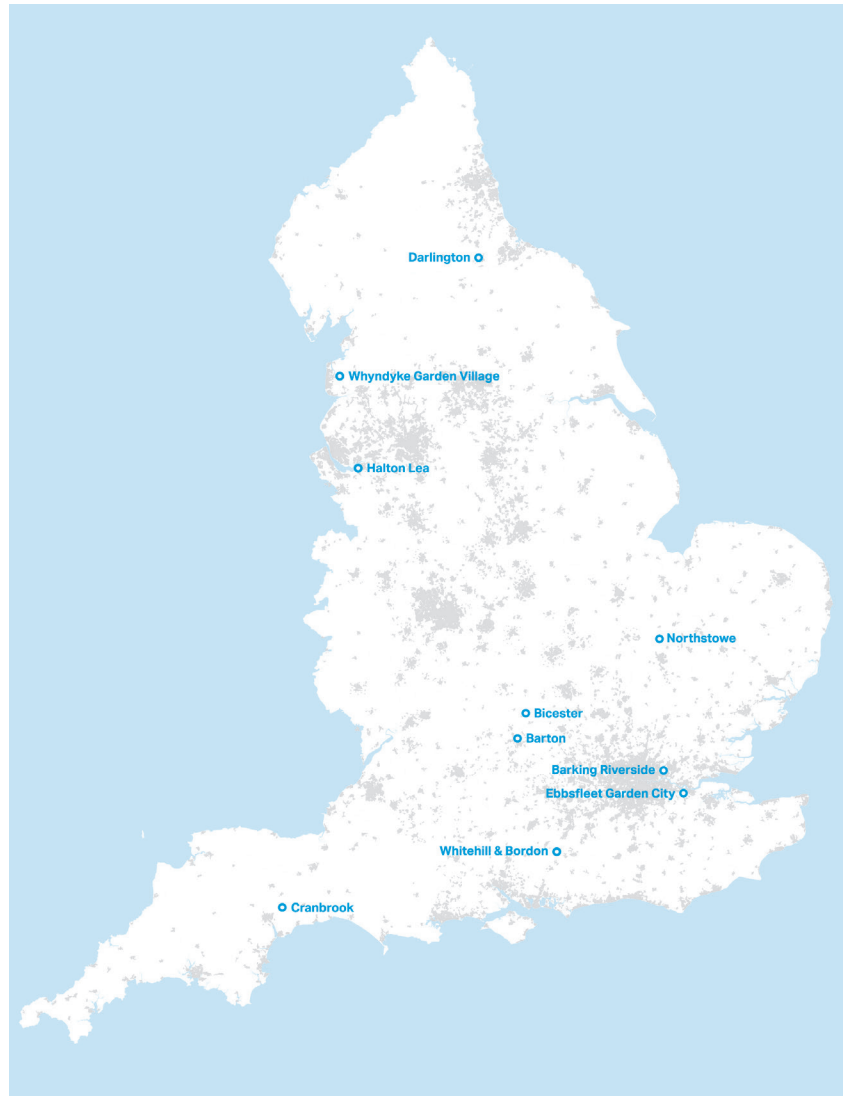 Darlington
Whyndyke Garden Village
Halton Lea
Northstowe
Bicester
Barton
Barking Riverside
Ebbsfleet Garden City
Whitehill & Bordon
Cranbrook